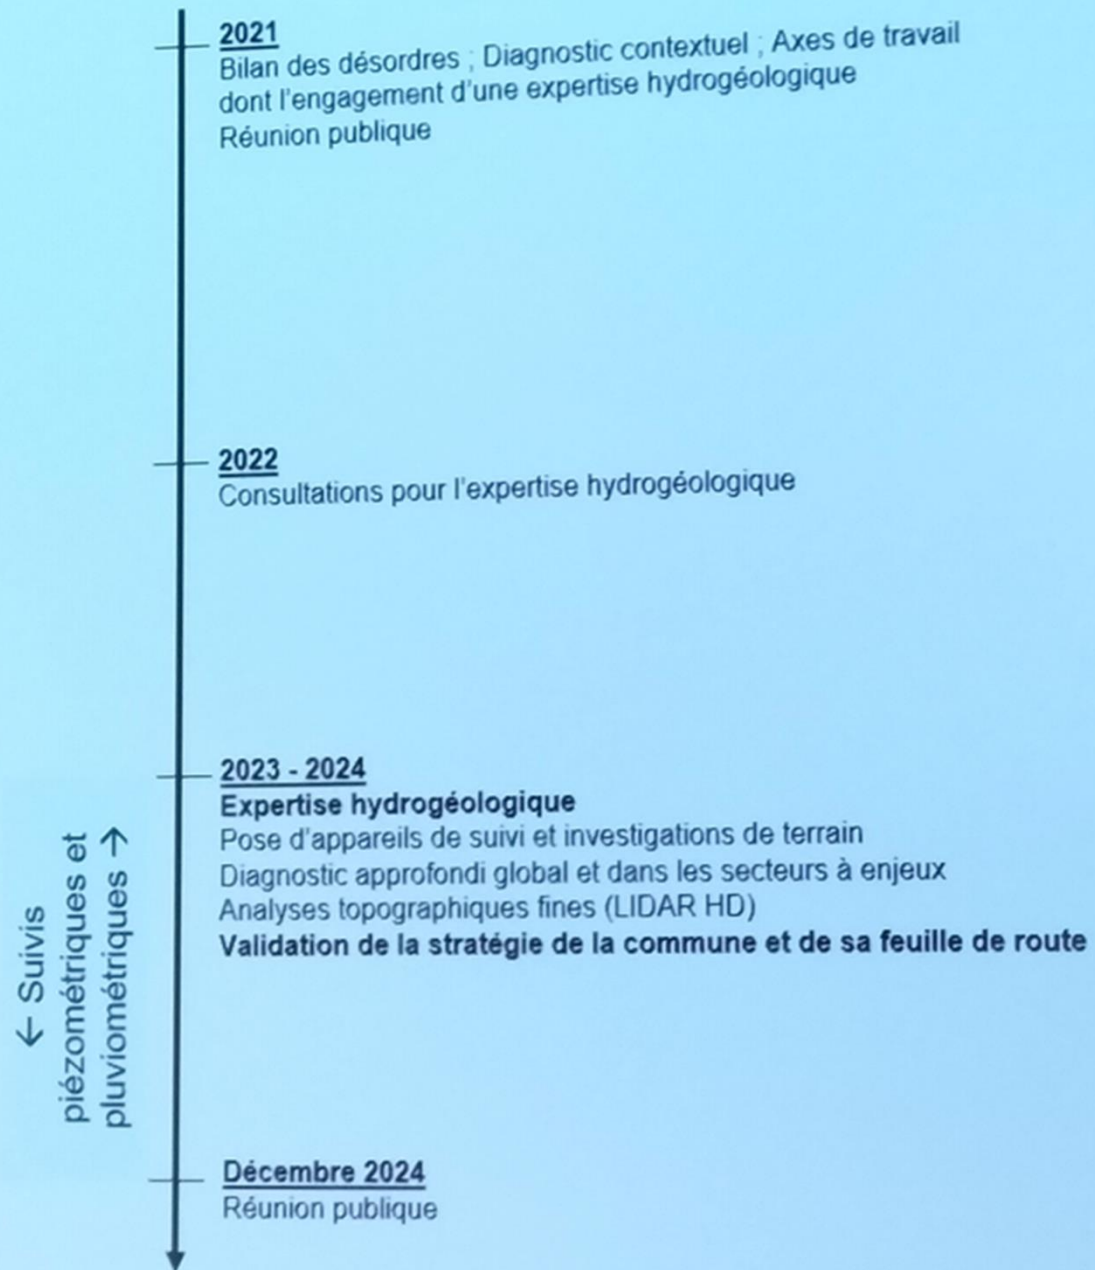 2021
Bilan des désordres ; Diagnostic contextuel ; Axes de travail
dont l'engagement d'une expertise hydrogéologique
Réunion publique
2022
Consultations pour l'expertise hydrogéologique
2023 - 2024
Expertise hydrogéologique
Pose d'appareils de suivi et investigations de terrain
Diagnostic approfondi global et dans les secteurs à enjeux
Analyses topographiques fines (LIDAR HD)
Validation de la stratégie de la commune et de sa feuille de route
← Suivis
piézométriques et
pluviométriques →
Décembre 2024
Réunion publique